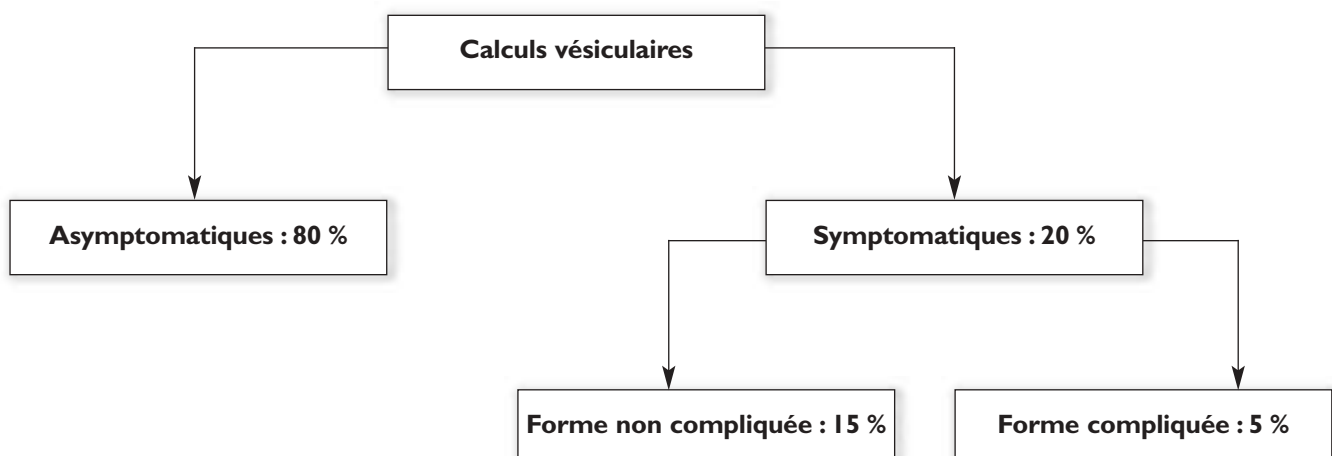 Calculs vésiculaires
Asymptomatiques : 80 %
Symptomatiques : 20 %
Forme non compliquée : 15 %
Forme compliquée : 5 %